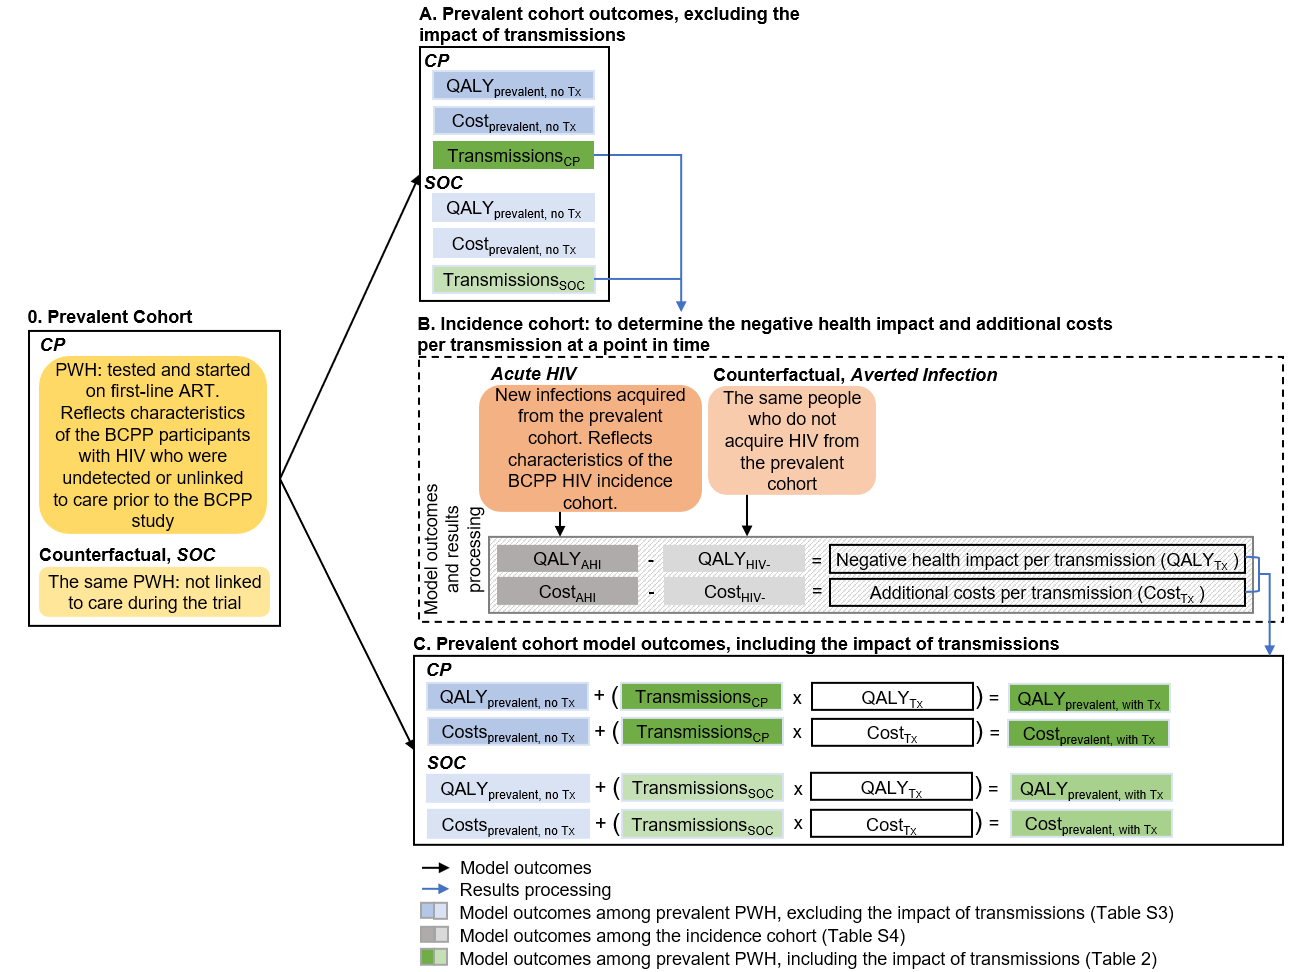 A. Prevalent cohort outcomes, excluding the
impact of transmissions
CP
QALYprevalent, no Tx
Costprevalent, no Tx
TransmissionsCP
SOC
QALYprevalent, no Tx
Costprevalent, no Tx
TransmissionsSOC
0. Prevalent Cohort
CP
PWH: tested and started
on first-line ART.
Reflects characteristics
of the BCPP participants
with HIV who were
undetected or unlinked
to care prior to the BCPP
study
Counterfactual, SOC
The same PWH: not linked
to care during the trial
B. Incidence cohort: to determine the negative health impact and additional costs
per transmission at a point in time
Acute HIV
New infections acquired
from the prevalent
cohort. Reflects
characteristics of the
BCPP HIV incidence
cohort.
Counterfactual, Averted Infection
The same people
who do not
acquire HIV from
the prevalent
cohort
Model outcomes
and results
processing
QALYAHI - QALYHIV- = Negative health impact per transmission (QALYTx )
CostAHI - CostHIV- = Additional costs per transmission (CostTx )
C. Prevalent cohort model outcomes, including the impact of transmissions
CP
QALYprevalent, no Tx + ( TransmissionsCP x QALYTx ) = QALYprevalent, with Tx
Costsprevalent, no Tx + ( TransmissionsCP x CostTx ) = Costprevalent, with Tx
SOC
QALYprevalent, no Tx + ( TransmissionsSOC x QALYTx ) = QALYprevalent, with Tx
Costsprevalent, no Tx + ( TransmissionsSOC x CostTx ) = Costprevalent, with Tx
Model outcomes
Results processing
Model outcomes among prevalent PWH, excluding the impact of transmissions (Table S3)
Model outcomes among the incidence cohort (Table S4)
Model outcomes among prevalent PWH, including the impact of transmissions (Table 2)